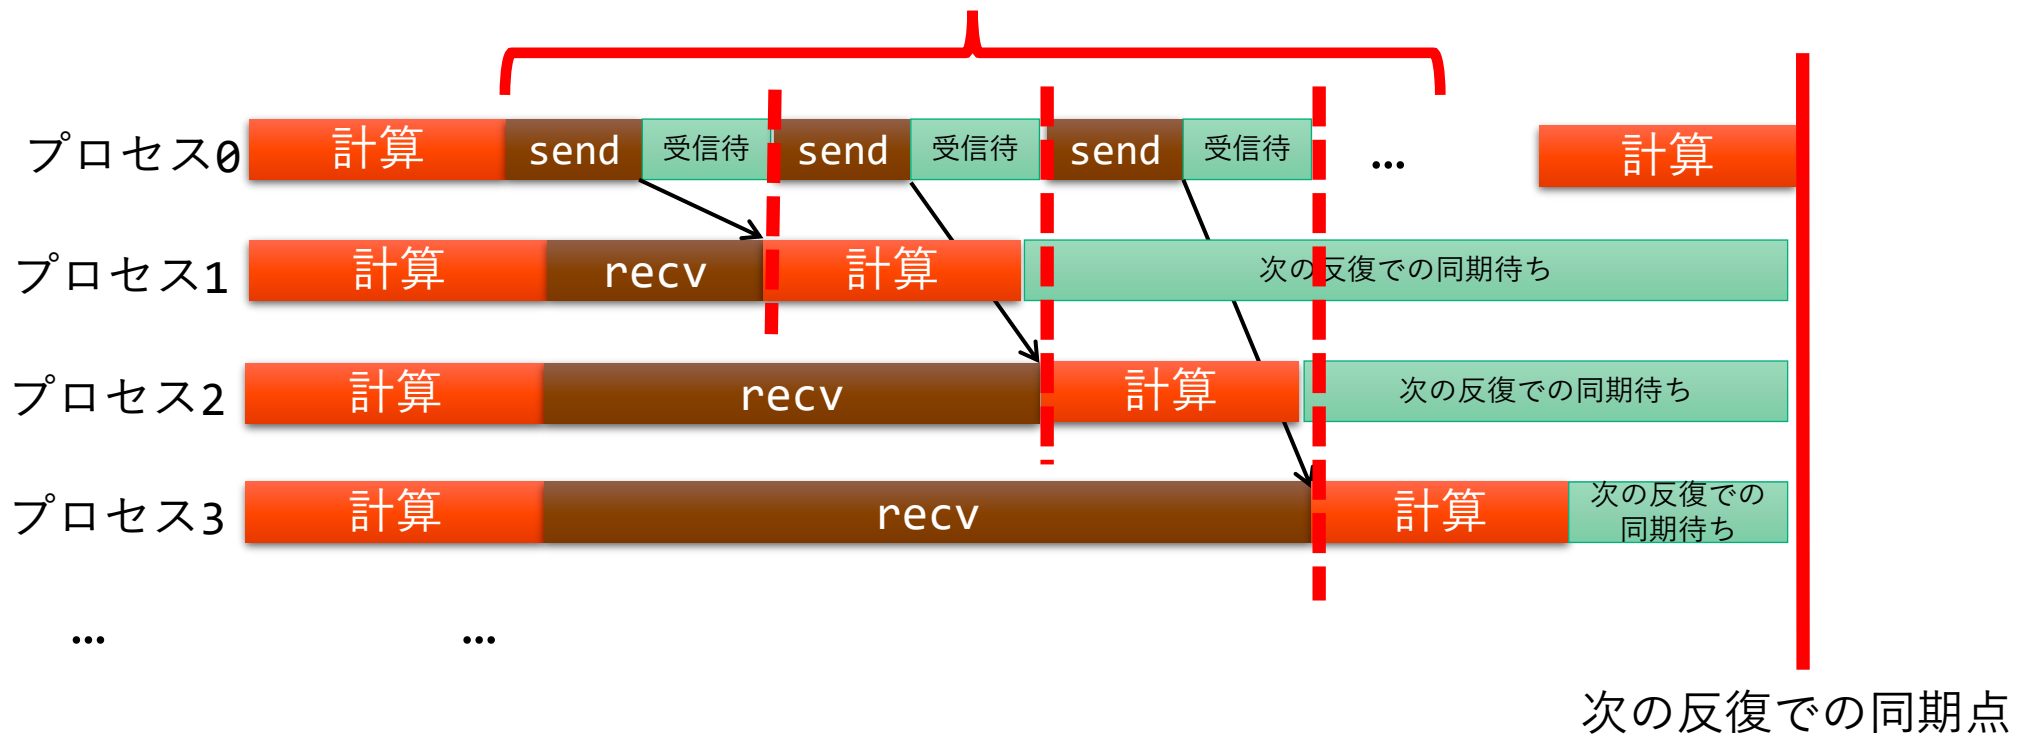 プロセス0 計算 send 受信待 send 受信待 send 受信待 … 計算
プロセス1 計算 recv 計算 次の反復での同期待ち
プロセス2 計算 recv 計算 次の反復での同期待ち
プロセス3 計算 recv 計算 次の反復での
同期待ち
… …
次の反復での同期点